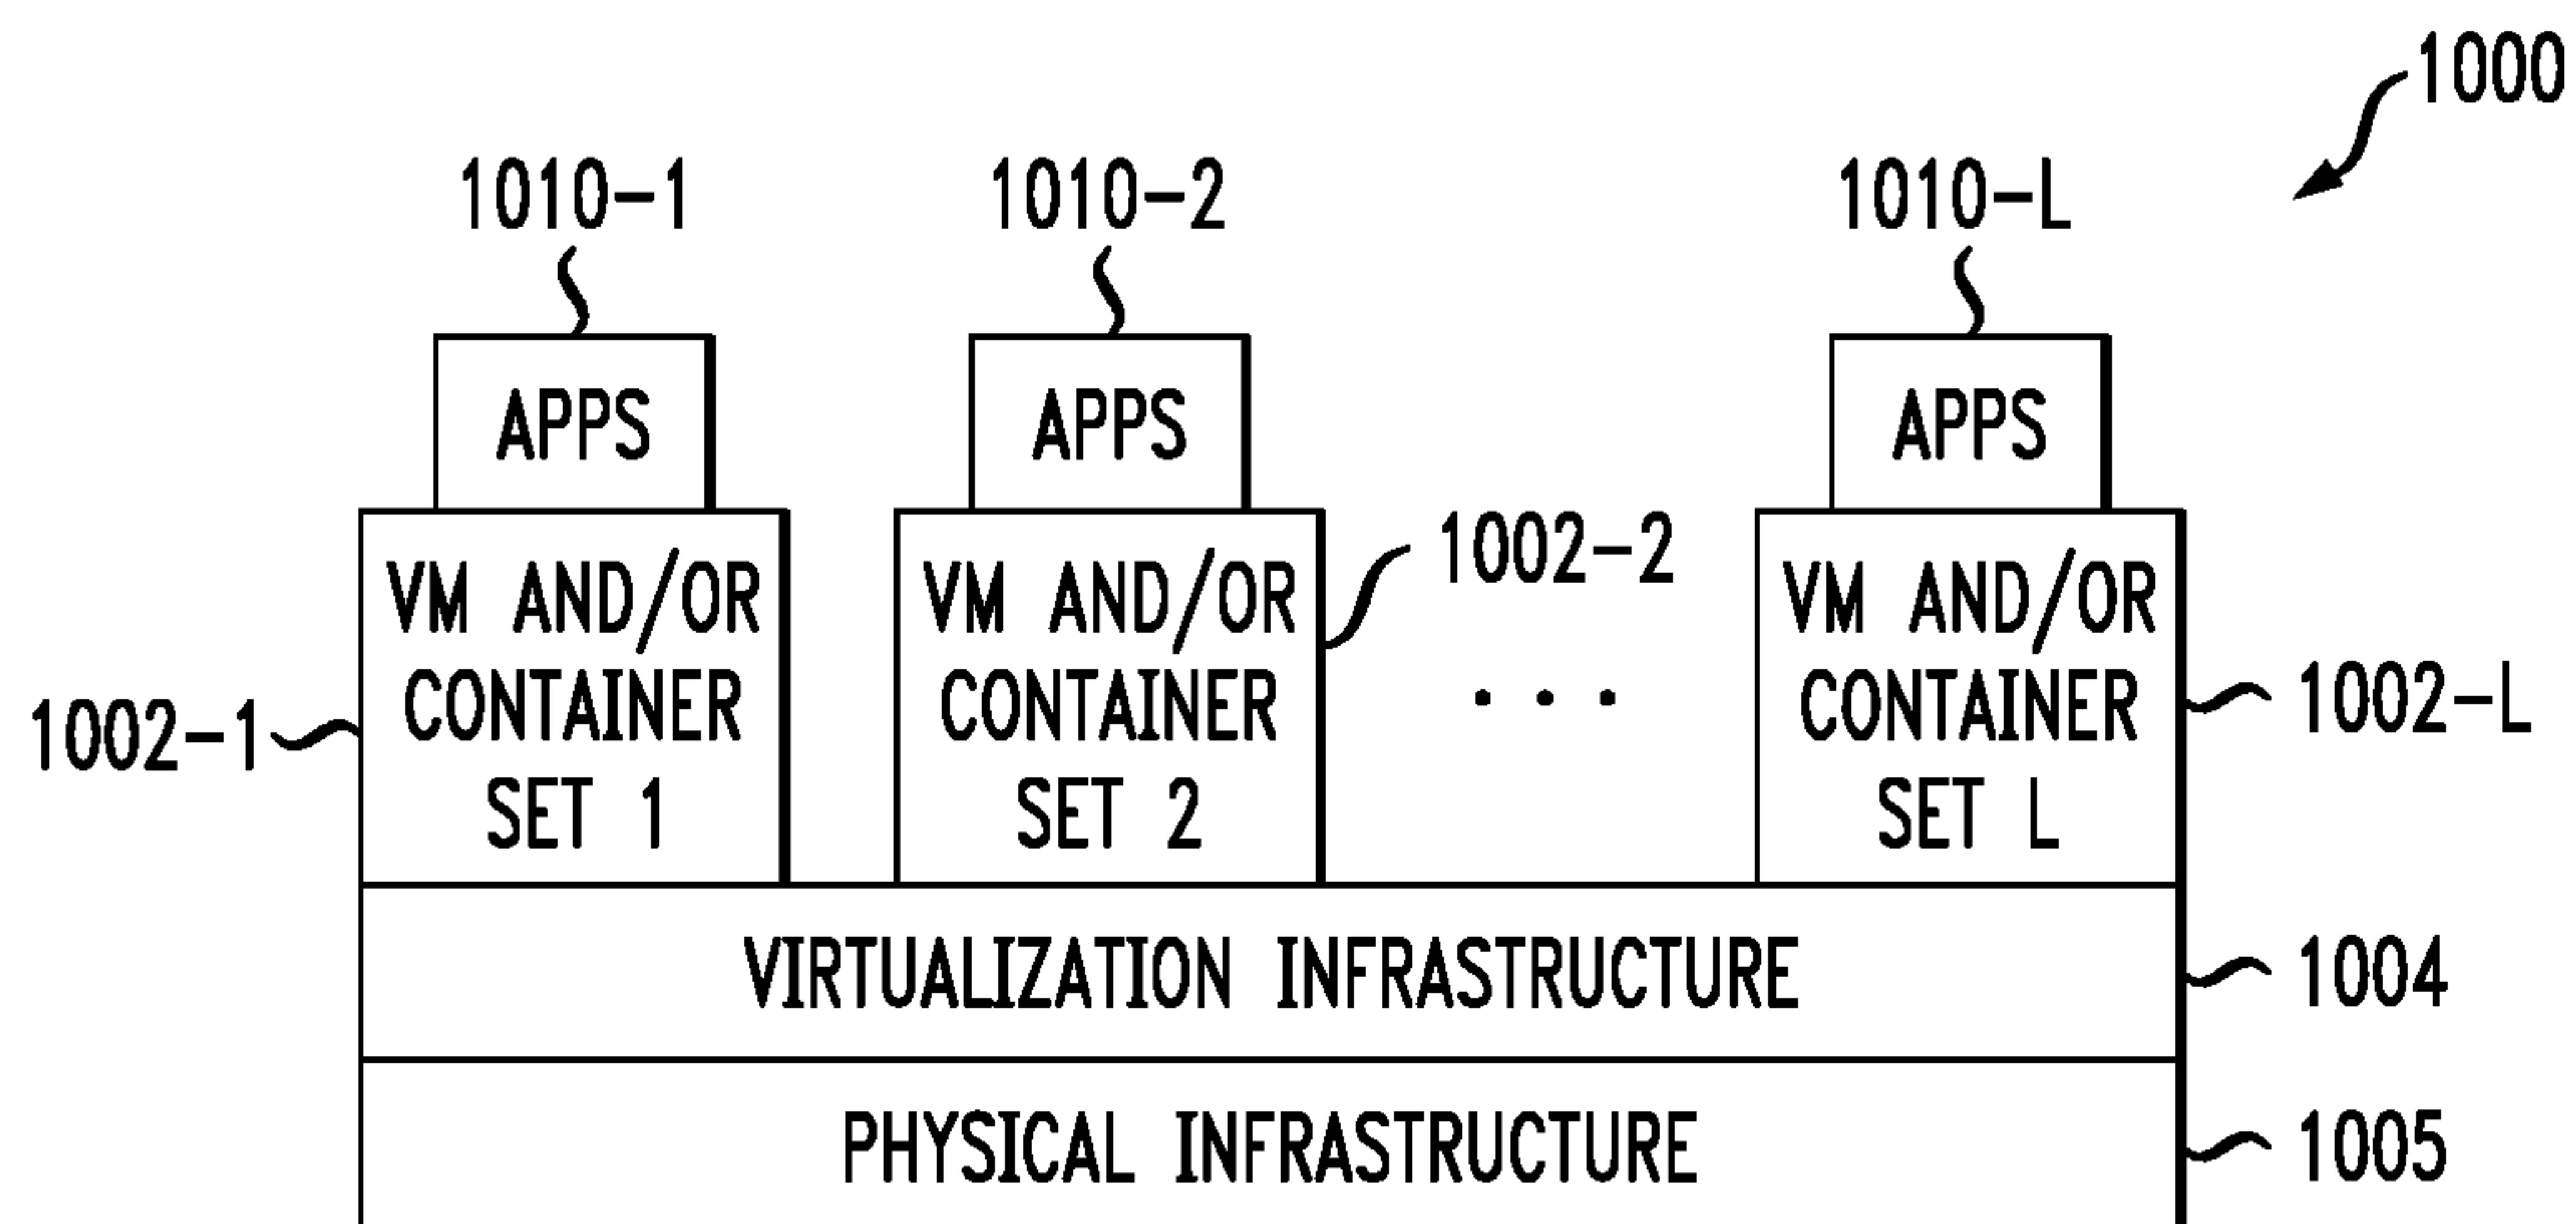 1000
1010-1
1010-2
1010-L
APPS
APPS
APPS
1002-1
VM AND/OR
CONTAINER
SET 1
VM AND/OR
CONTAINER
SET 2
1002-2
. . .
VM AND/OR
CONTAINER
SET L
1002-L
VIRTUALIZATION INFRASTRUCTURE
1004
PHYSICAL INFRASTRUCTURE
1005